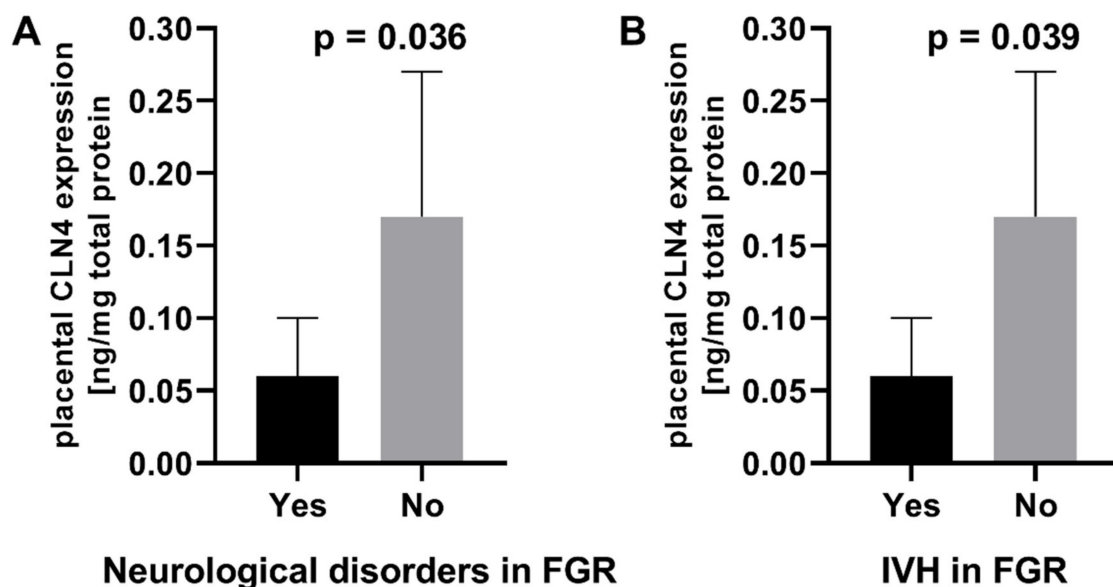 A
p = 0.036
placental CLN4 expression
[ng/mg total protein
0.30
0.25
0.20
0.15
0.10
0.05
0.00
Yes No
Neurological disorders in FGR
B
p = 0.039
placental CLN4 expression
[ng/mg total protein
0.30
0.25
0.20
0.15
0.10
0.05
0.00
Yes No
IVH in FGR